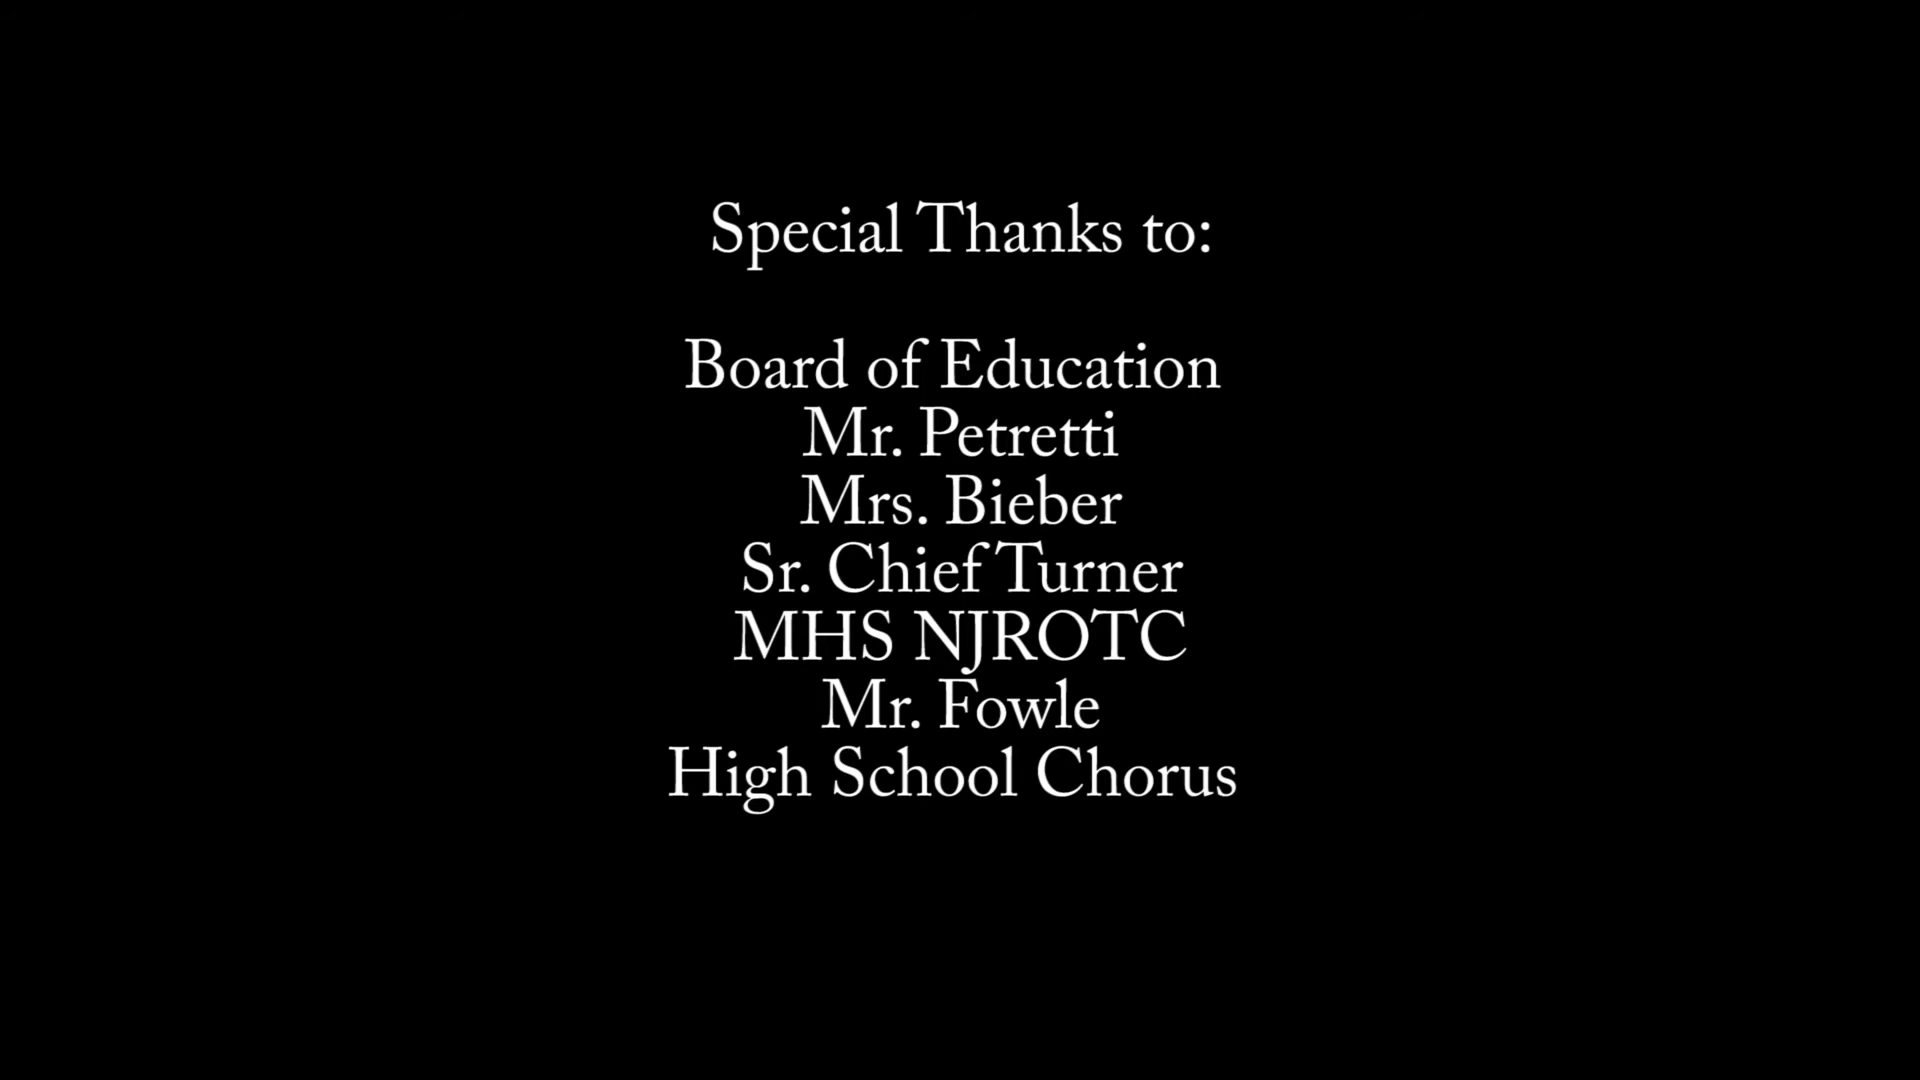 Special Thanks to:
Board of Education
Mr. Petretti
Mrs. Bieber
Sr. Chief Turner
MHS NJROTC
Mr. Fowle
High School Chorus